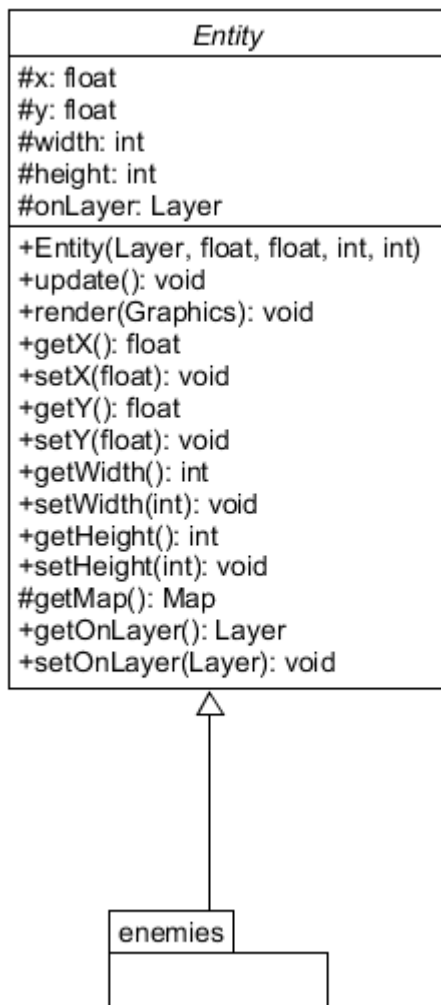 Entity
#x: float
#y: float
#width: int
#height: int
#onLayer: Layer
+Entity(Layer, float, float, int, int)
+update(): void
+render(Graphics): void
+getX(): float
+setX(float): void
+getY(): float
+setY(float): void
+getWidth(): int
+setWidth(int): void
+getHeight(): int
+setHeight(int): void
#getMap(): Map
+getOnLayer(): Layer
+setOnLayer(Layer): void
enemies